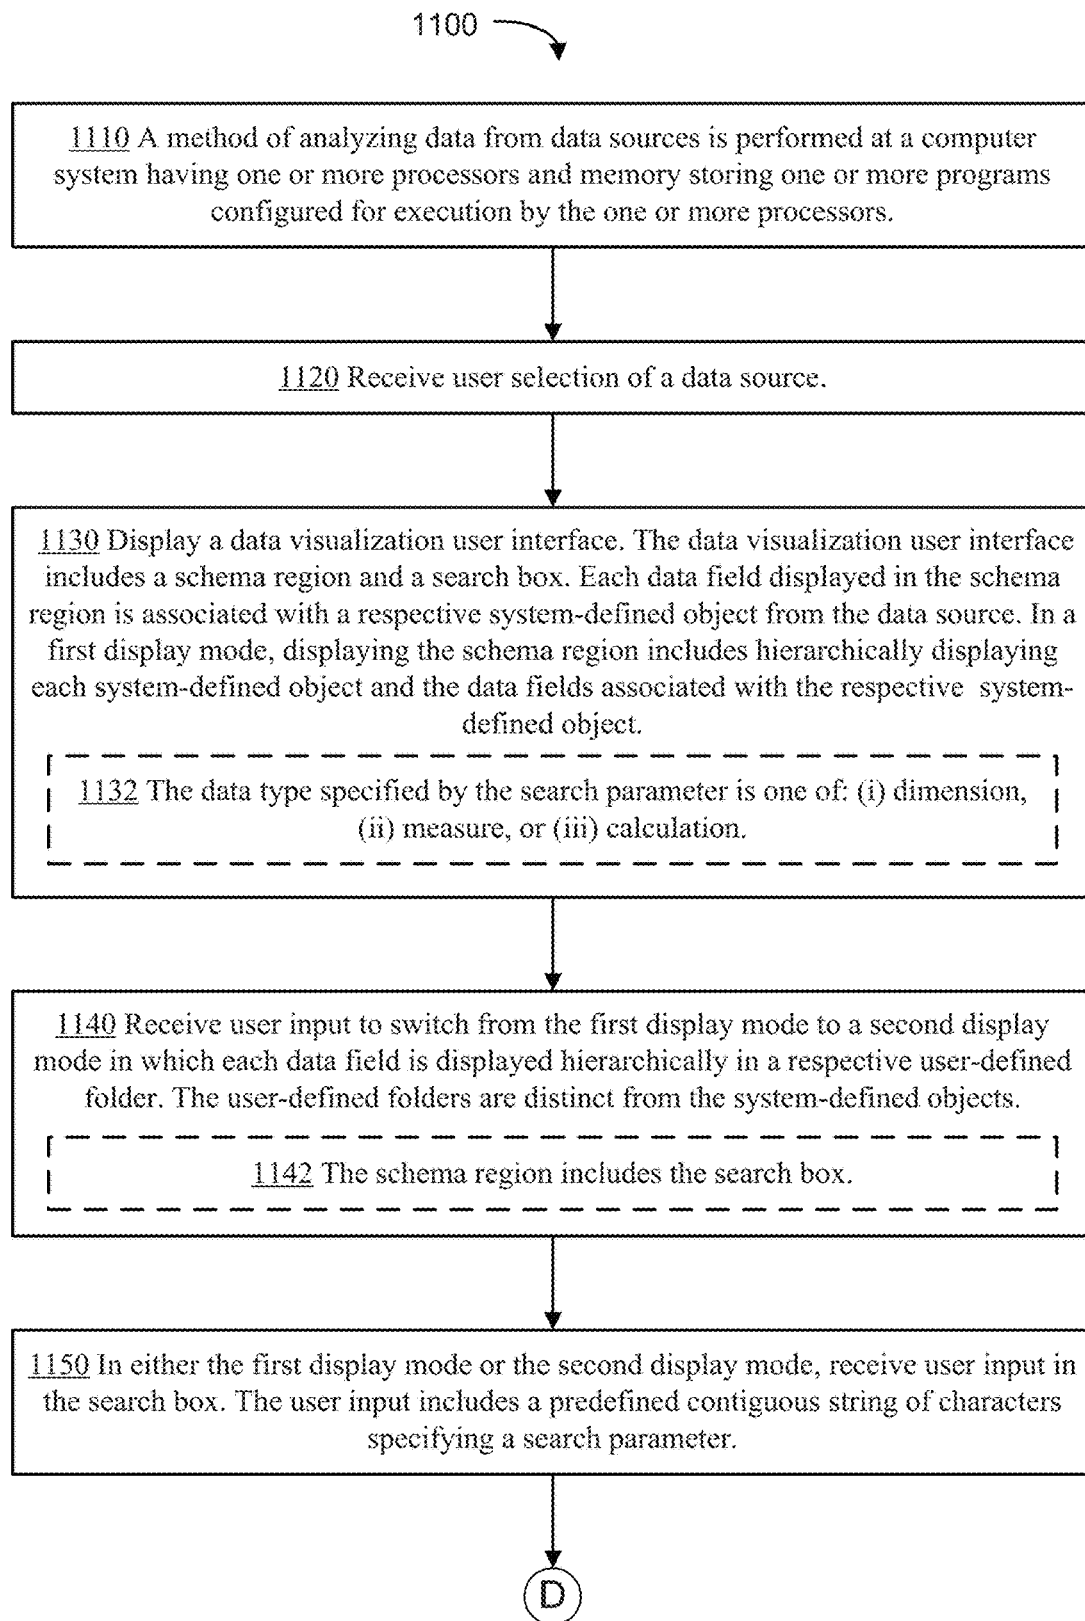 1100
1110 A method of analyzing data from data sources is performed at a computer
system having one or more processors and memory storing one or more programs
configured for execution by the one or more processors.
1120 Receive user selection of a data source.
1130 Display a data visualization user interface. The data visualization user interface
includes a schema region and a search box. Each data field displayed in the schema
region is associated with a respective system-defined object from the data source. In a
first display mode, displaying the schema region includes hierarchically displaying
each system-defined object and the data fields associated with the respective system-
defined object.
1132 The data type specified by the search parameter is one of: (i) dimension,
(ii) measure, or (iii) calculation.
1140 Receive user input to switch from the first display mode to a second display
mode in which each data field is displayed hierarchically in a respective user-defined
folder. The user-defined folders are distinct from the system-defined objects.
1142 The schema region includes the search box.
1150 In either the first display mode or the second display mode, receive user input in
the search box. The user input includes a predefined contiguous string of characters
specifying a search parameter.
D